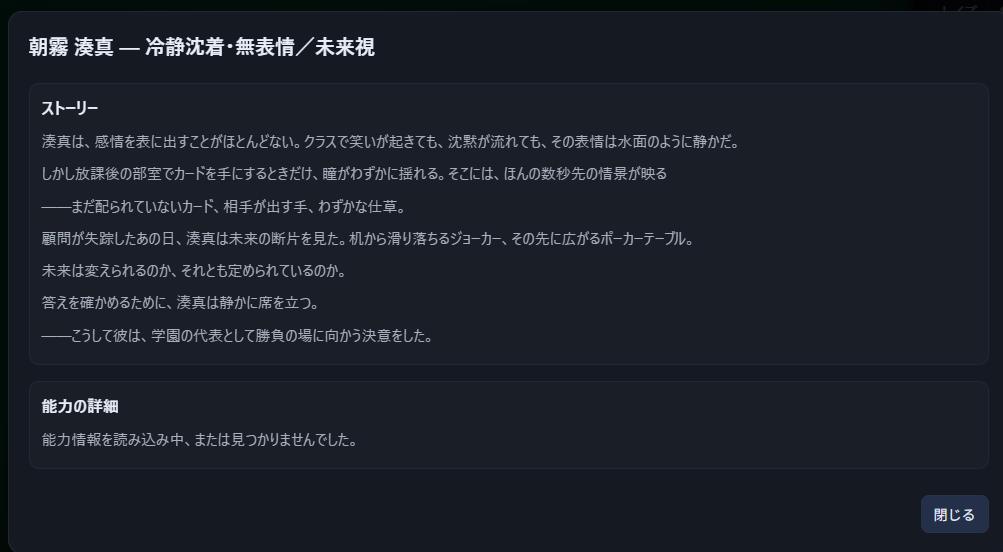 朝霧 湊真 — 冷静沈着・無表情／未来視
ストーリー
湊真は、感情を表に出すことがほとんどない。クラスで笑いが起きても、沈黙が流れても、その表情は水面のように静かだ。
しかし放課後の部室でカードを手にするときだけ、瞳がわずかに揺れる。そこには、ほんの数秒先の情景が映る
――まだ配られていないカード、相手が出す手、わずかな仕草。
顧問が失踪したあの日、湊真は未来の断片を見た。机から滑り落ちるジョーカー、その先に広がるポーカーテーブル。
未来は変えられるのか、それとも定められているのか。
答えを確かめるために、湊真は静かに席を立つ。
――こうして彼は、学園の代表として勝負の場に向かう決意をした。
能力の詳細
能力情報を読み込み中、または見つかりませんでした。
閉じる